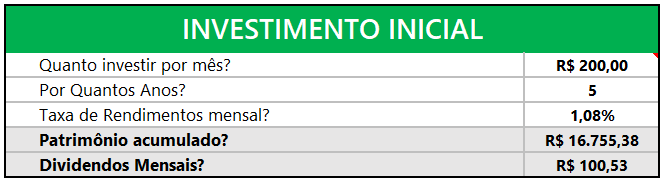 INVESTIMENTO INICIAL
Quanto investir por mês? R$ 200,00
Por Quantos Anos? 5
Taxa de Rendimentos mensal? 1,08%
Patrimônio acumulado? R$ 16.755,38
Dividendos Mensais? R$ 100,53